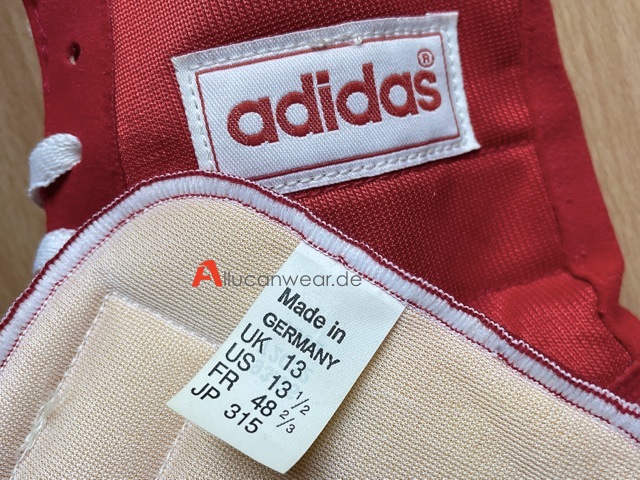 adidas®
Allucanwear.de
Made in
GERMANY
UK 13
US 13 1/2
FR 48 2/3
JP 315